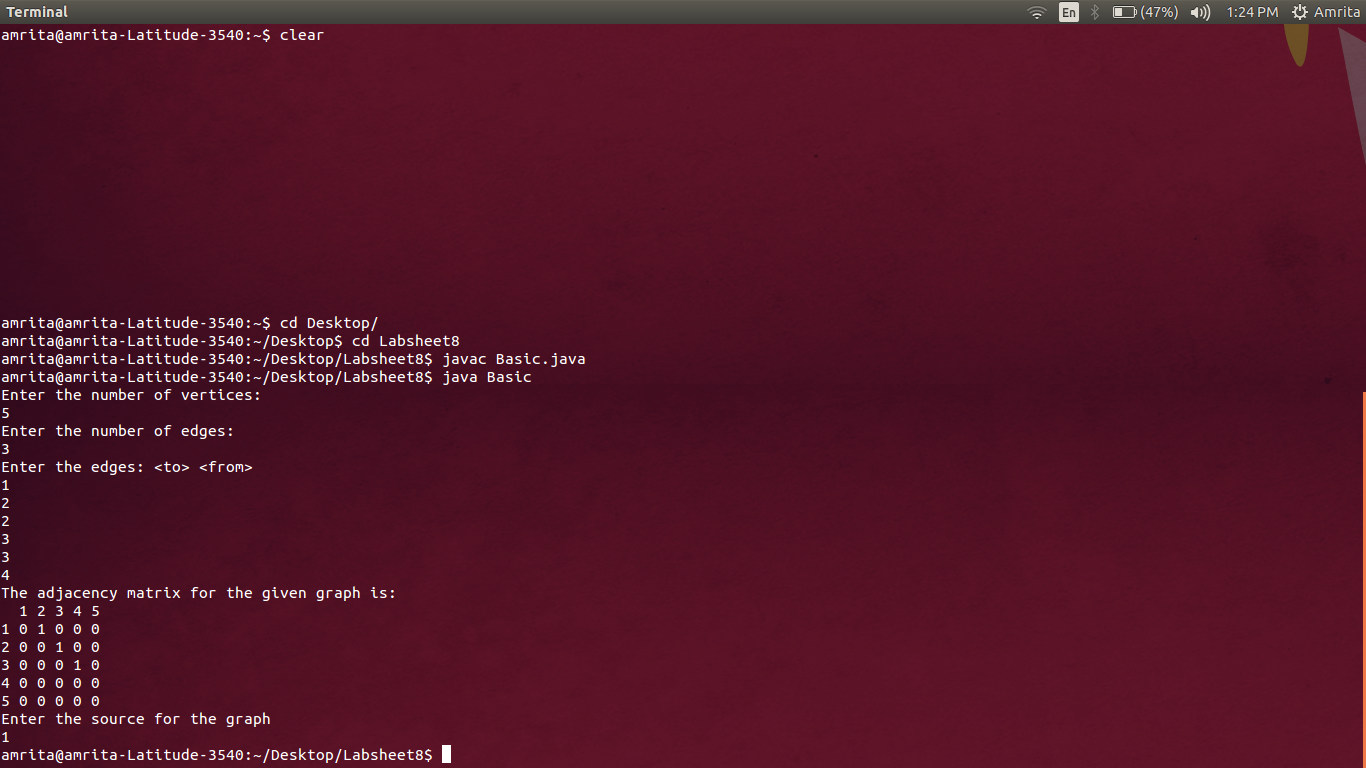 Terminal
En
(47%)
1:24 PM
Amrita
amrita@amrita-Latitude-3540:~$ clear
amrita@amrita-Latitude-3540:~$ cd Desktop/
amrita@amrita-Latitude-3540:~/Desktop$ cd Labsheet8
amrita@amrita-Latitude-3540:~/Desktop/Labsheet8$ javac Basic.java
amrita@amrita-Latitude-3540:~/Desktop/Labsheet8$ java Basic
Enter the number of vertices:
5
Enter the number of edges:
3
Enter the edges: <to> <from>
1
2
2
3
3
4
The adjacency matrix for the given graph is:
  1 2 3 4 5
1 0 1 0 0 0
2 0 0 1 0 0
3 0 0 0 1 0
4 0 0 0 0 0
5 0 0 0 0 0
Enter the source for the graph
1
amrita@amrita-Latitude-3540:~/Desktop/Labsheet8$